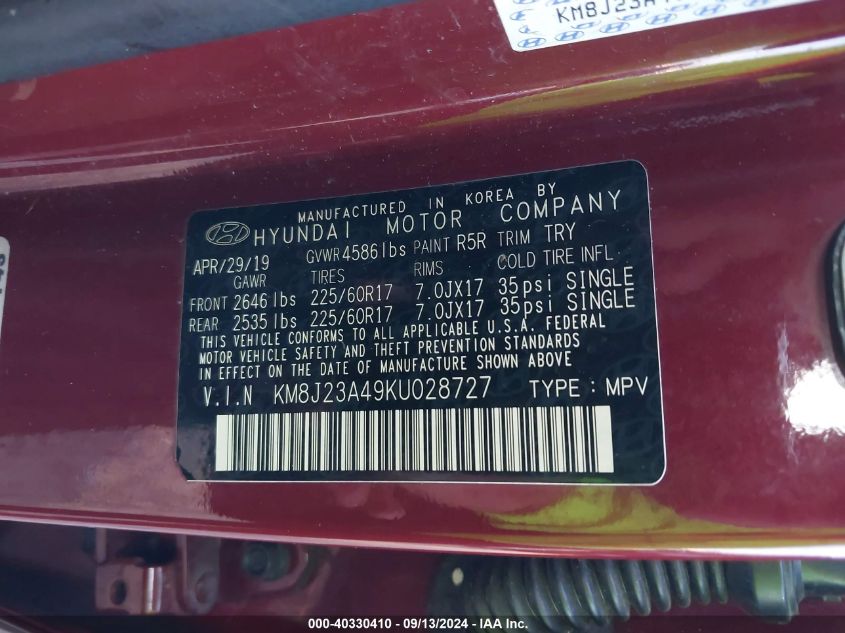 KM8J23A
MANUFACTURED IN KOREA BY
HYUNDAI MOTOR COMPANY
APR/29/19 GVWR 4586 lbs PAINT R5R TRIM TRY
GAWR TIRES RIMS COLD TIRE INFL.
FRONT 2646 lbs 225/60R17 7.0JX17 35psi SINGLE
REAR 2535 lbs 225/60R17 7.0JX17 35psi SINGLE
THIS VEHICLE CONFORMS TO ALL APPLICABLE U.S.A. FEDERAL
MOTOR VEHICLE SAFETY AND THEFT PREVENTION STANDARDS
IN EFFECT ON THE DATE OF MANUFACTURE SHOWN ABOVE
V.I.N KM8J23A49KU028727 TYPE : MPV
000-40330410 - 09/13/2024 - IAA Inc.